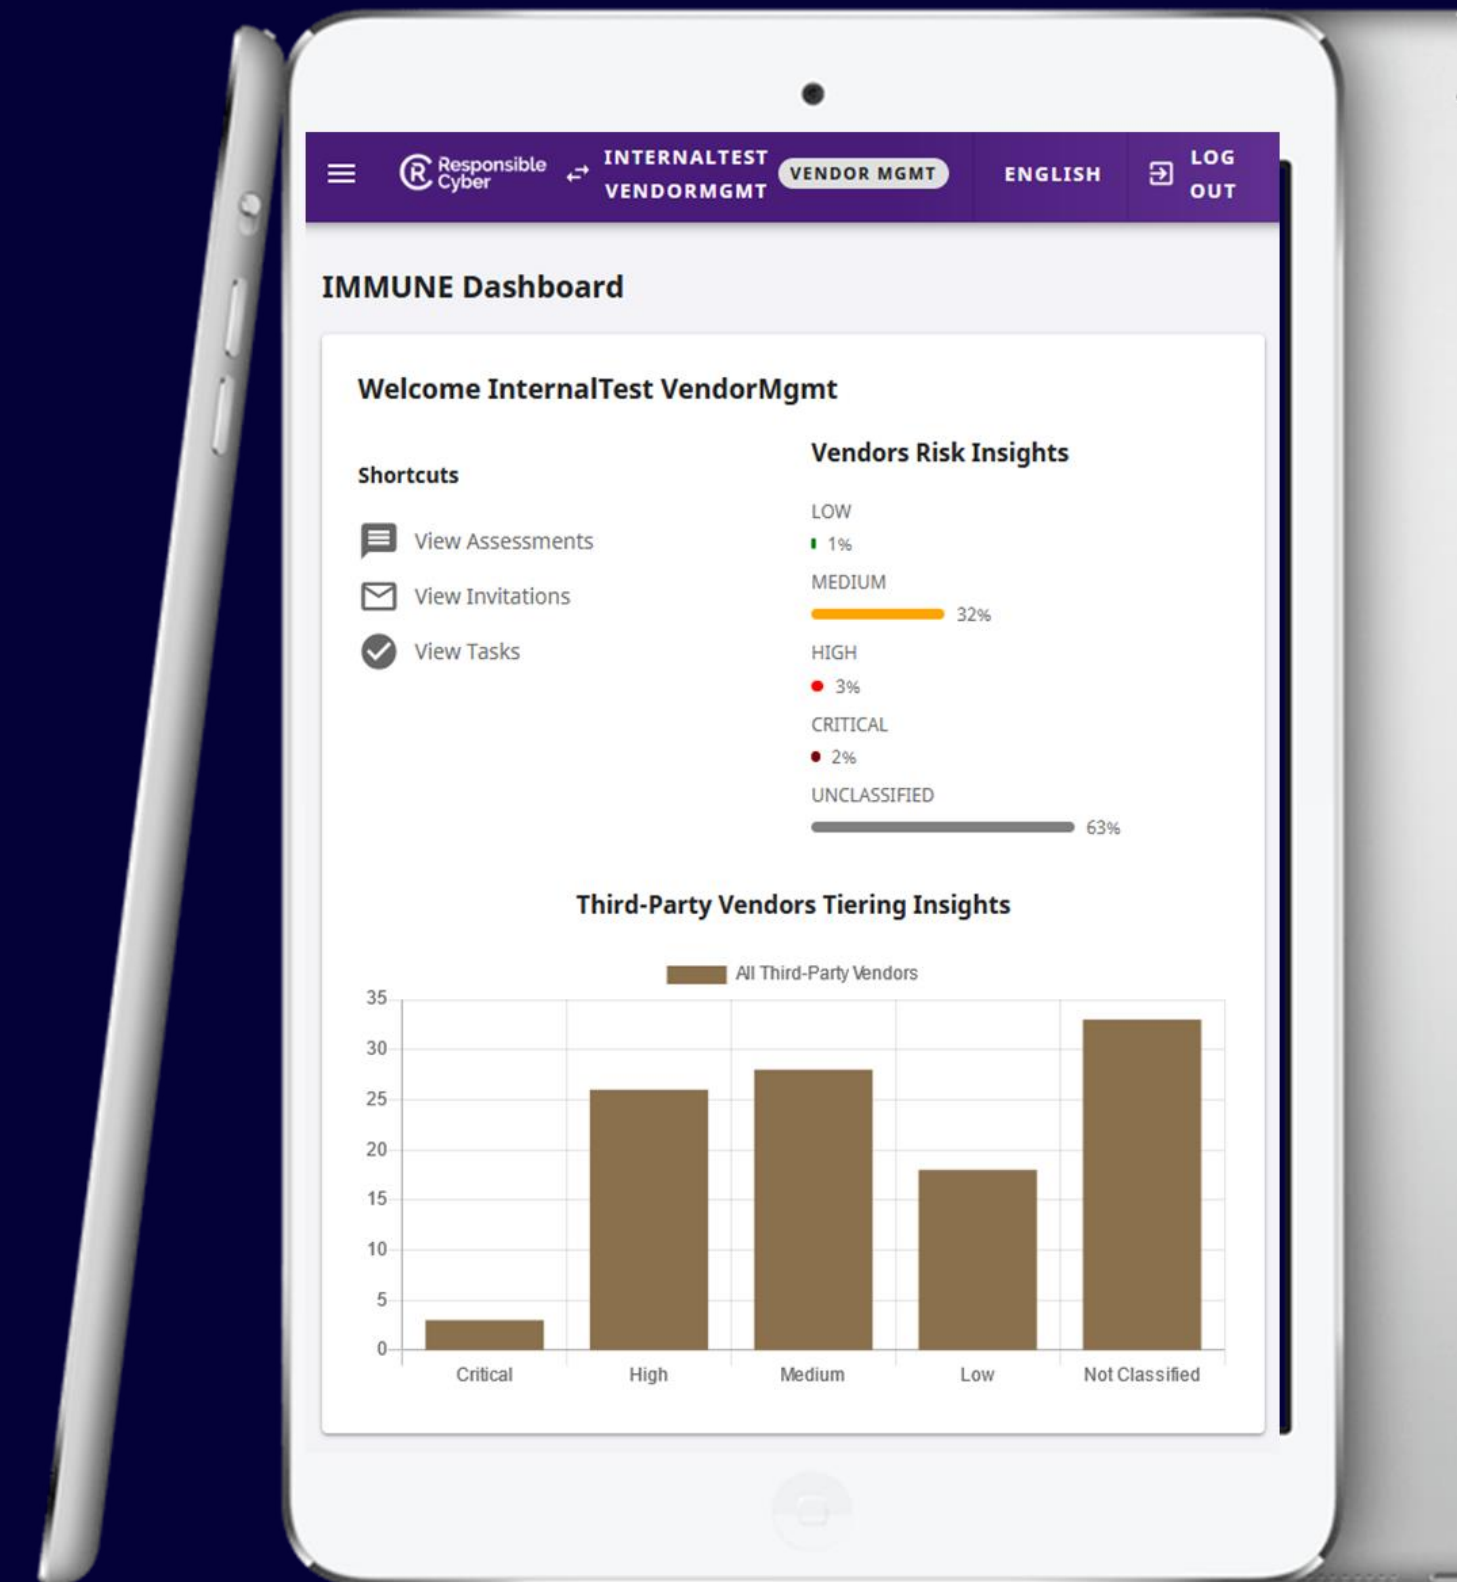 Responsible
Cyber
INTERNALTEST
VENDORMGMT
VENDOR MGMT
ENGLISH
LOG
OUT
IMMUNE Dashboard
Welcome InternalTest VendorMgmt
Shortcuts
View Assessments
View Invitations
View Tasks
Vendors Risk Insights
LOW
1%
MEDIUM
32%
HIGH
3%
CRITICAL
2%
UNCLASSIFIED
63%
Third-Party Vendors Tiering Insights
All Third-Party Vendors
35
30
25
20
15
10
5
0
Critical
High
Medium
Low
Not Classified